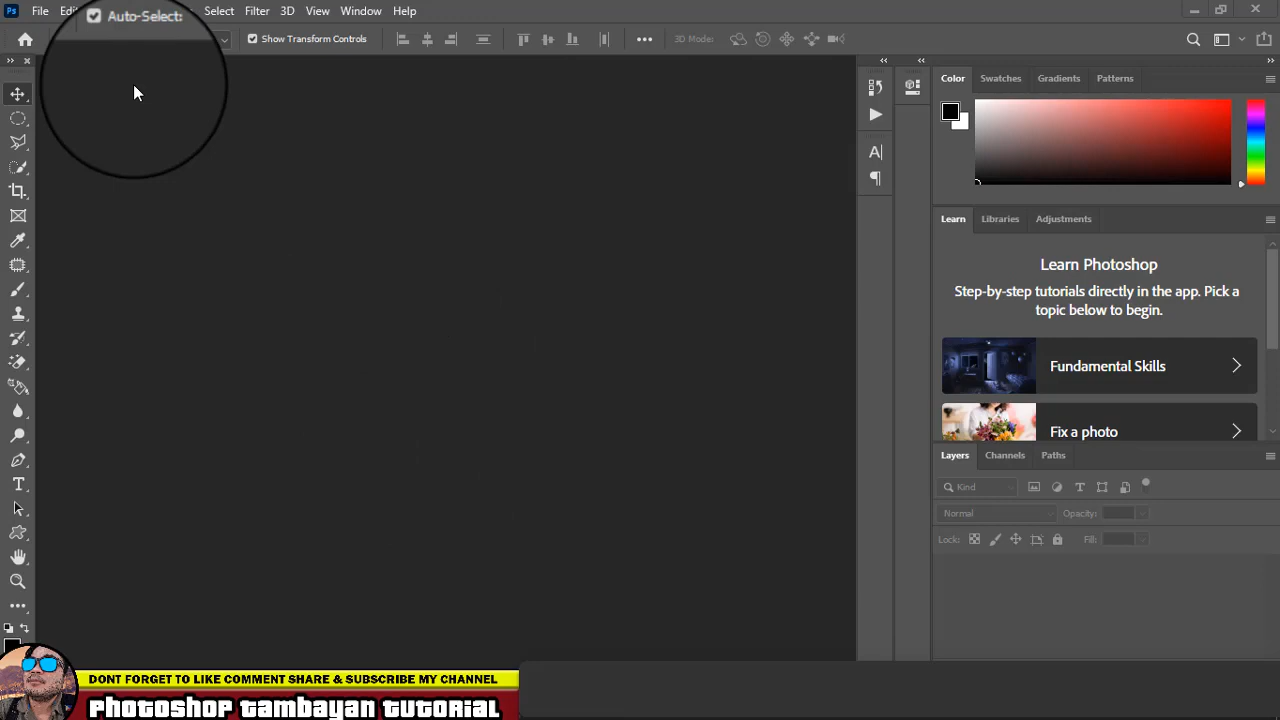 Ps File Ed Select Filter 3D View Window Help
Auto-Select:
Show Transform Controls
3D Mode:
Color Swatches Gradients Patterns
Learn Libraries Adjustments
Learn Photoshop
Step-by-step tutorials directly in the app. Pick a
topic below to begin.
Fundamental Skills
Fix a photo
Layers Channels Paths
Kind
Normal Opacity:
Lock: Fill:
DONT FORGET TO LIKE COMMENT SHARE & SUBSCRIBE MY CHANNEL
PHOTOSHOP TAMBAYAN TUTORIAL